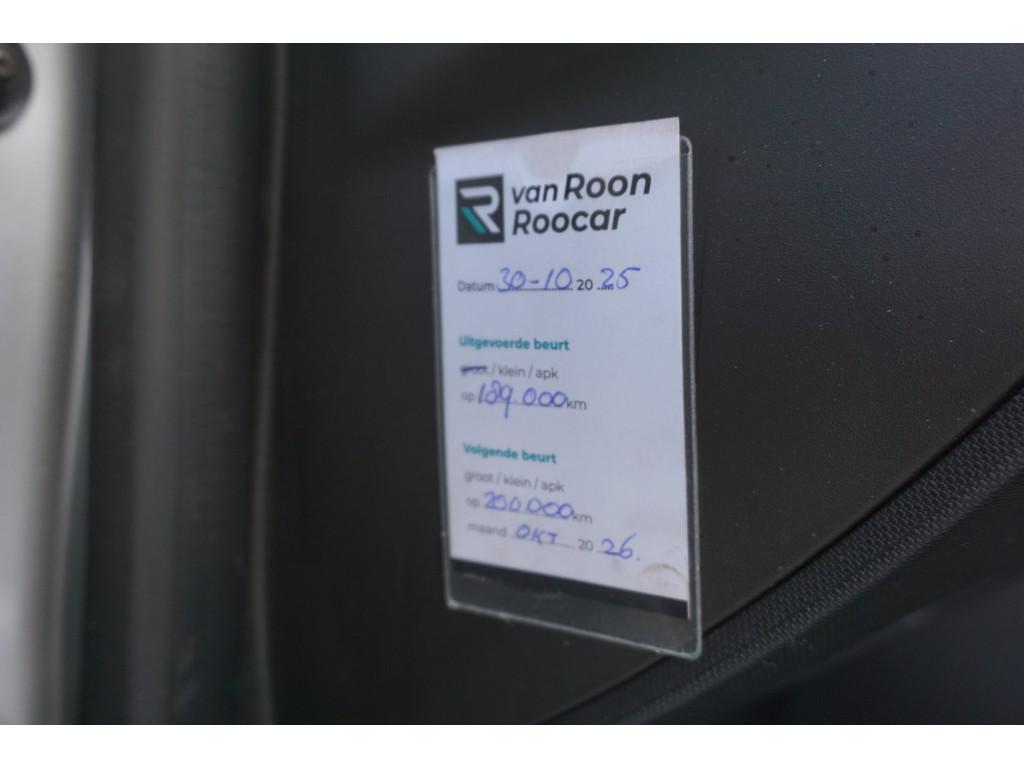 van Roon
Roocar
Datum 30-10 20 25
Uitgevoerde beurt
groot / klein / apk
op 189.000 km
Volgende beurt
groot / klein / apk
op 200.000 km
maand OKT 20 26.